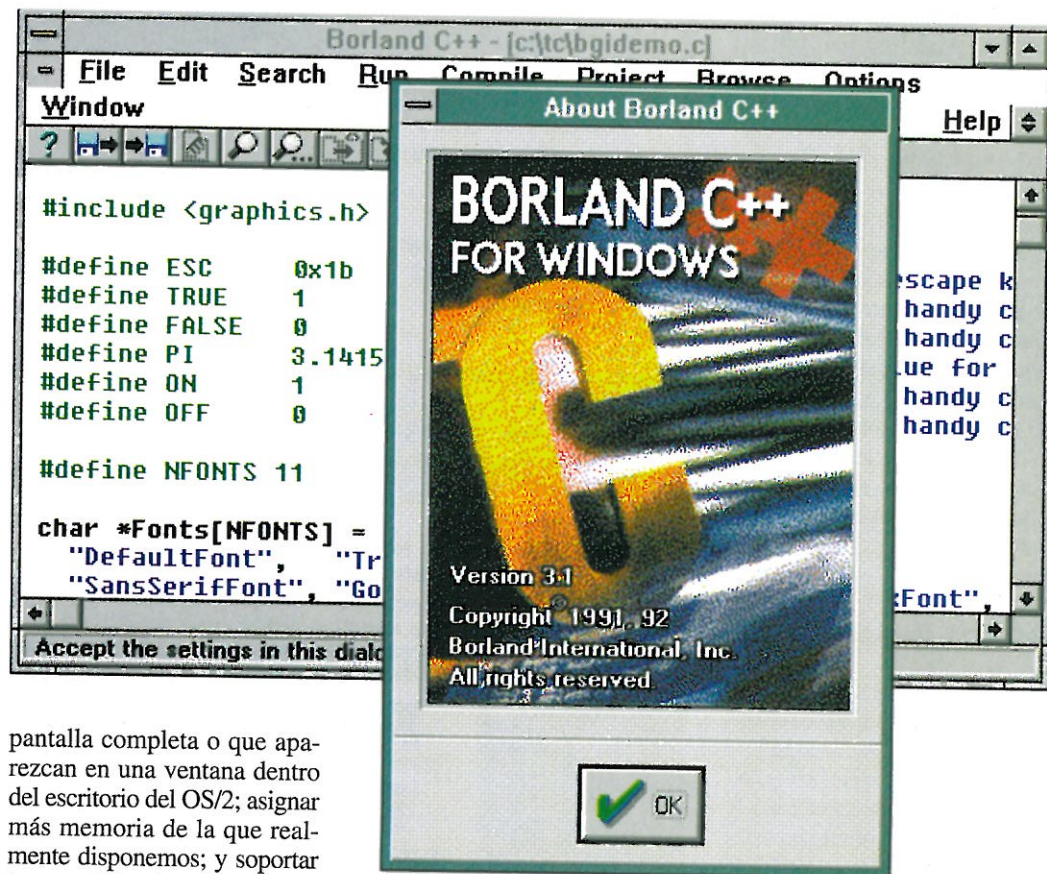 Borland C++ - [c:\tc\bgidemo.c]
File Edit Search Run Compile Project Browse Options
Window Help
#include <graphics.h>
#define ESC 0x1b
#define TRUE 1
#define FALSE 0
#define PI 3.1415
#define ON 1
#define OFF 0
#define NFONTS 11
char *Fonts[NFONTS] =
"DefaultFont", "Tr
"SansSerifFont", "Go
escape k
handy c
handy c
lue for
handy c
handy c
xFont",
Accept the settings in this dialo
About Borland C++
BORLAND C++
FOR WINDOWS
Version 3.1
Copyright © 1991, 92
Borland International, Inc.
All rights reserved
OK
pantalla completa o que apa-
rezcan en una ventana dentro
del escritorio del OS/2; asignar
más memoria de la que real-
mente disponemos; y soportar